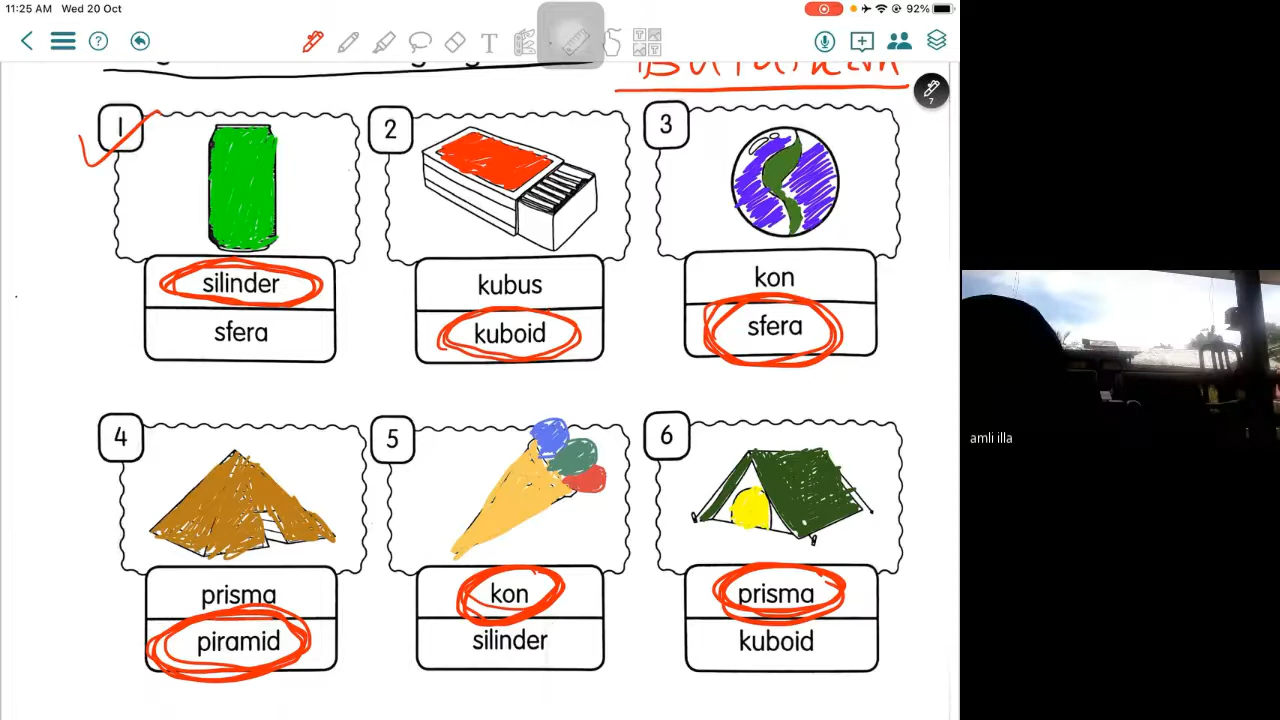 11:25 AM Wed 20 Oct
92%
T
7
1
silinder
sfera
2
kubus
kuboid
3
kon
sfera
4
prisma
piramid
5
kon
silinder
6
prisma
kuboid
amli illa